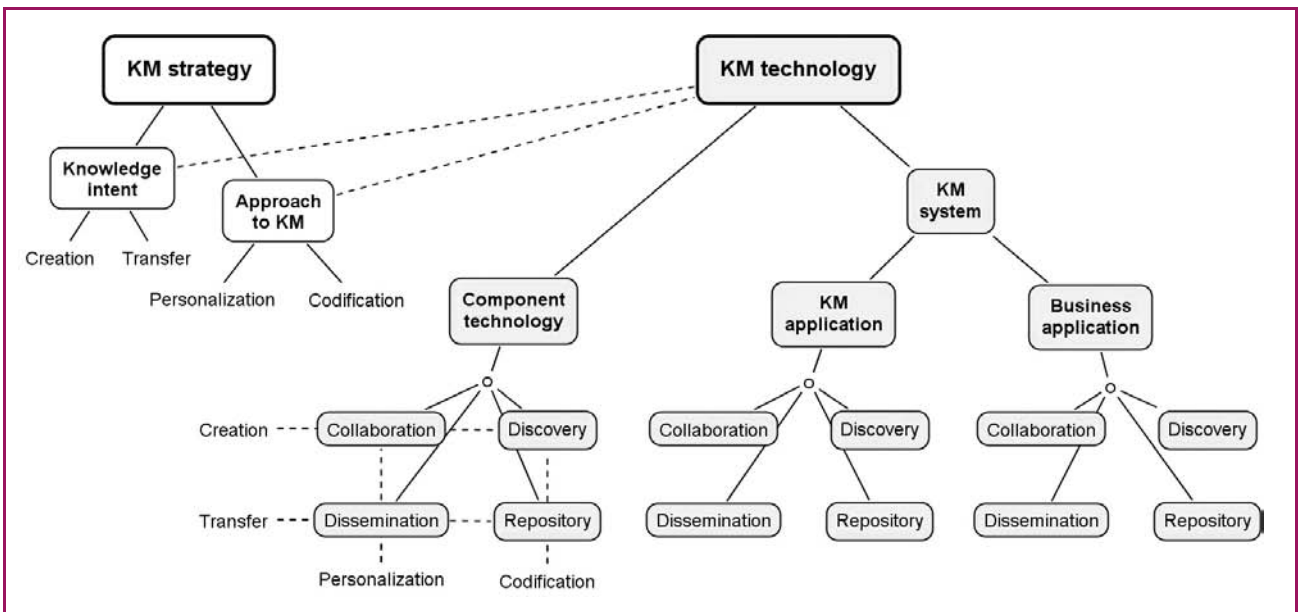 KM strategy
KM technology
Knowledge
intent
Approach
to KM
KM
system
Creation
Transfer
Personalization
Codification
Component
technology
KM
application
Business
application
Creation
Collaboration
Discovery
Collaboration
Discovery
Collaboration
Discovery
Transfer
Dissemination
Repository
Dissemination
Repository
Dissemination
Repository
Personalization
Codification